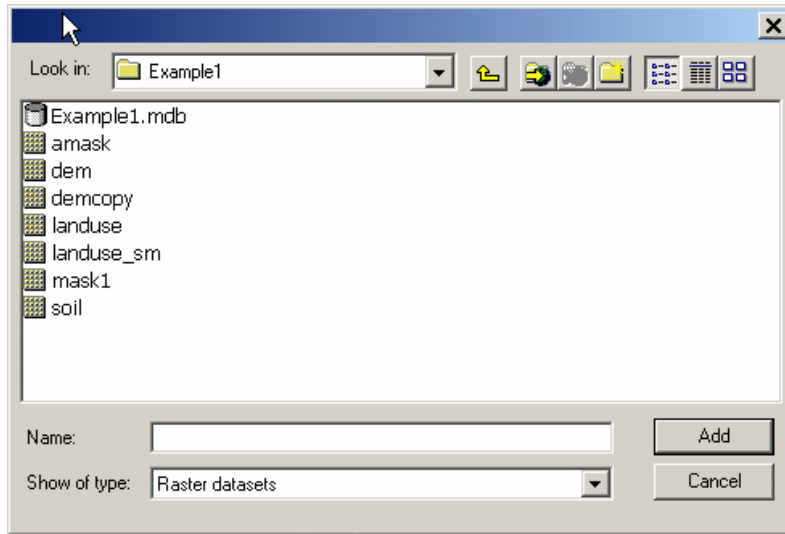 Look in: Example1
Example1.mdb
amask
dem
demcopy
landuse
landuse_sm
mask1
soil
Name: Add
Show of type: Raster datasets Cancel